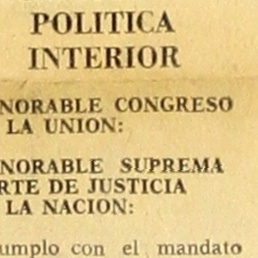 POLITICA
INTERIOR
NORABLE CONGRESO
LA UNION:
NORABLE SUPREMA
RTE DE JUSTICIA
LA NACION:
umplo con el mandato